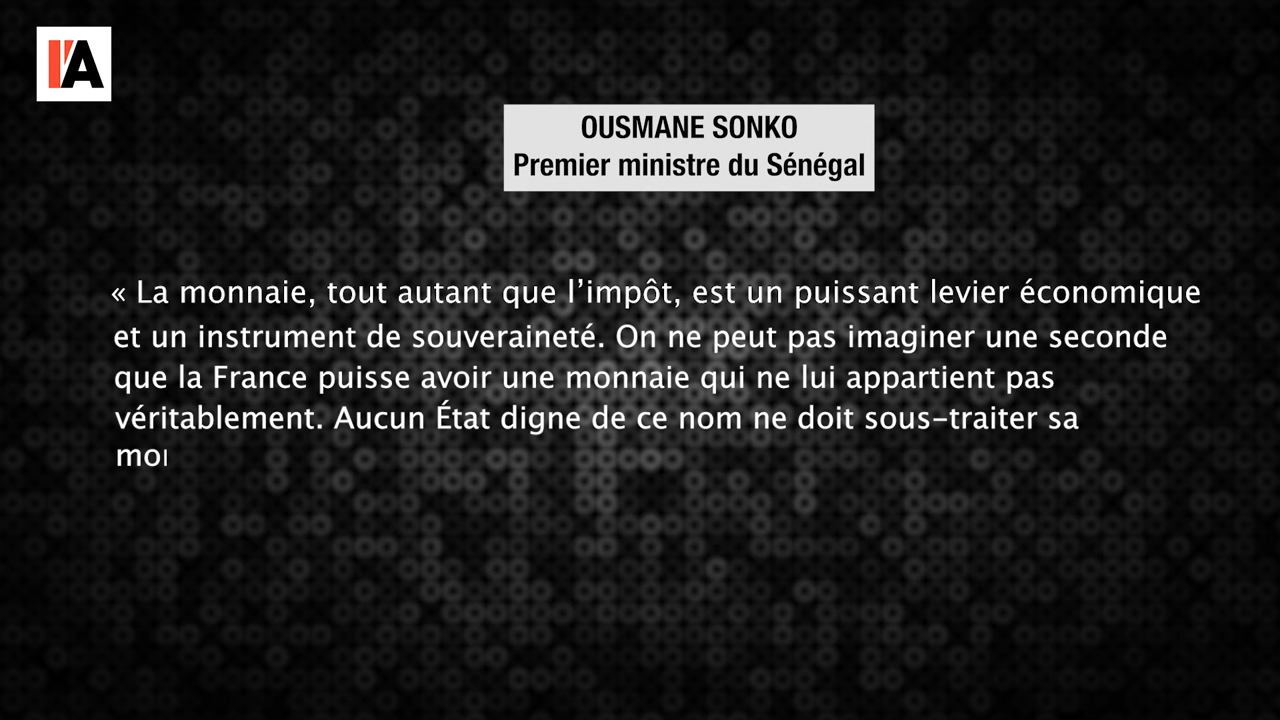 I'A
OUSMANE SONKO
Premier ministre du Sénégal
« La monnaie, tout autant que l’impôt, est un puissant levier économique
et un instrument de souveraineté. On ne peut pas imaginer une seconde
que la France puisse avoir une monnaie qui ne lui appartient pas
véritablement. Aucun État digne de ce nom ne doit sous-traiter sa